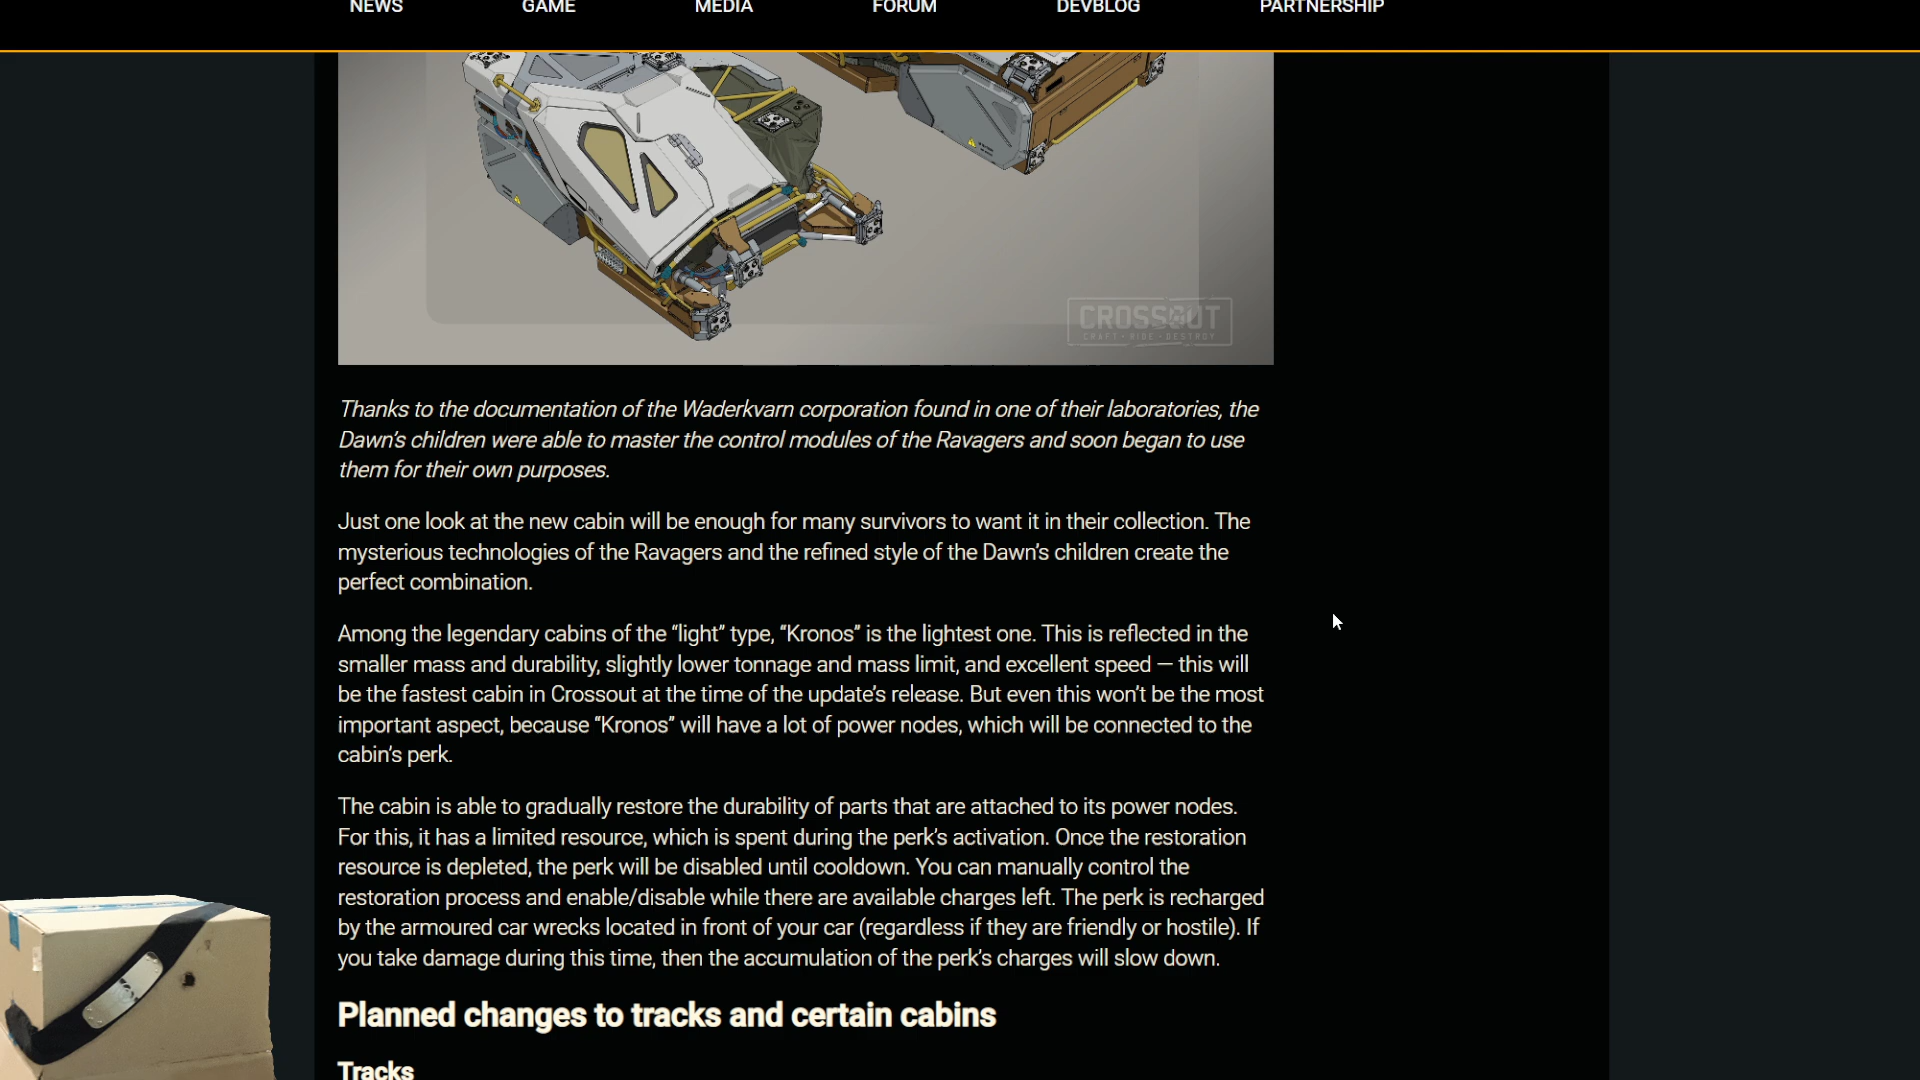 NEWS GAME MEDIA FORUM DEVBLOG PARTNERSHIP
CROSSOUT
CRAFT · RIDE · DESTROY
Thanks to the documentation of the Waderkvarn corporation found in one of their laboratories, the
Dawn's children were able to master the control modules of the Ravagers and soon began to use
them for their own purposes.
Just one look at the new cabin will be enough for many survivors to want it in their collection. The
mysterious technologies of the Ravagers and the refined style of the Dawn's children create the
perfect combination.
Among the legendary cabins of the “light” type, “Kronos” is the lightest one. This is reflected in the
smaller mass and durability, slightly lower tonnage and mass limit, and excellent speed — this will
be the fastest cabin in Crossout at the time of the update's release. But even this won't be the most
important aspect, because “Kronos” will have a lot of power nodes, which will be connected to the
cabin's perk.
The cabin is able to gradually restore the durability of parts that are attached to its power nodes.
For this, it has a limited resource, which is spent during the perk's activation. Once the restoration
resource is depleted, the perk will be disabled until cooldown. You can manually control the
restoration process and enable/disable while there are available charges left. The perk is recharged
by the armoured car wrecks located in front of your car (regardless if they are friendly or hostile). If
you take damage during this time, then the accumulation of the perk's charges will slow down.
Planned changes to tracks and certain cabins
Tracks